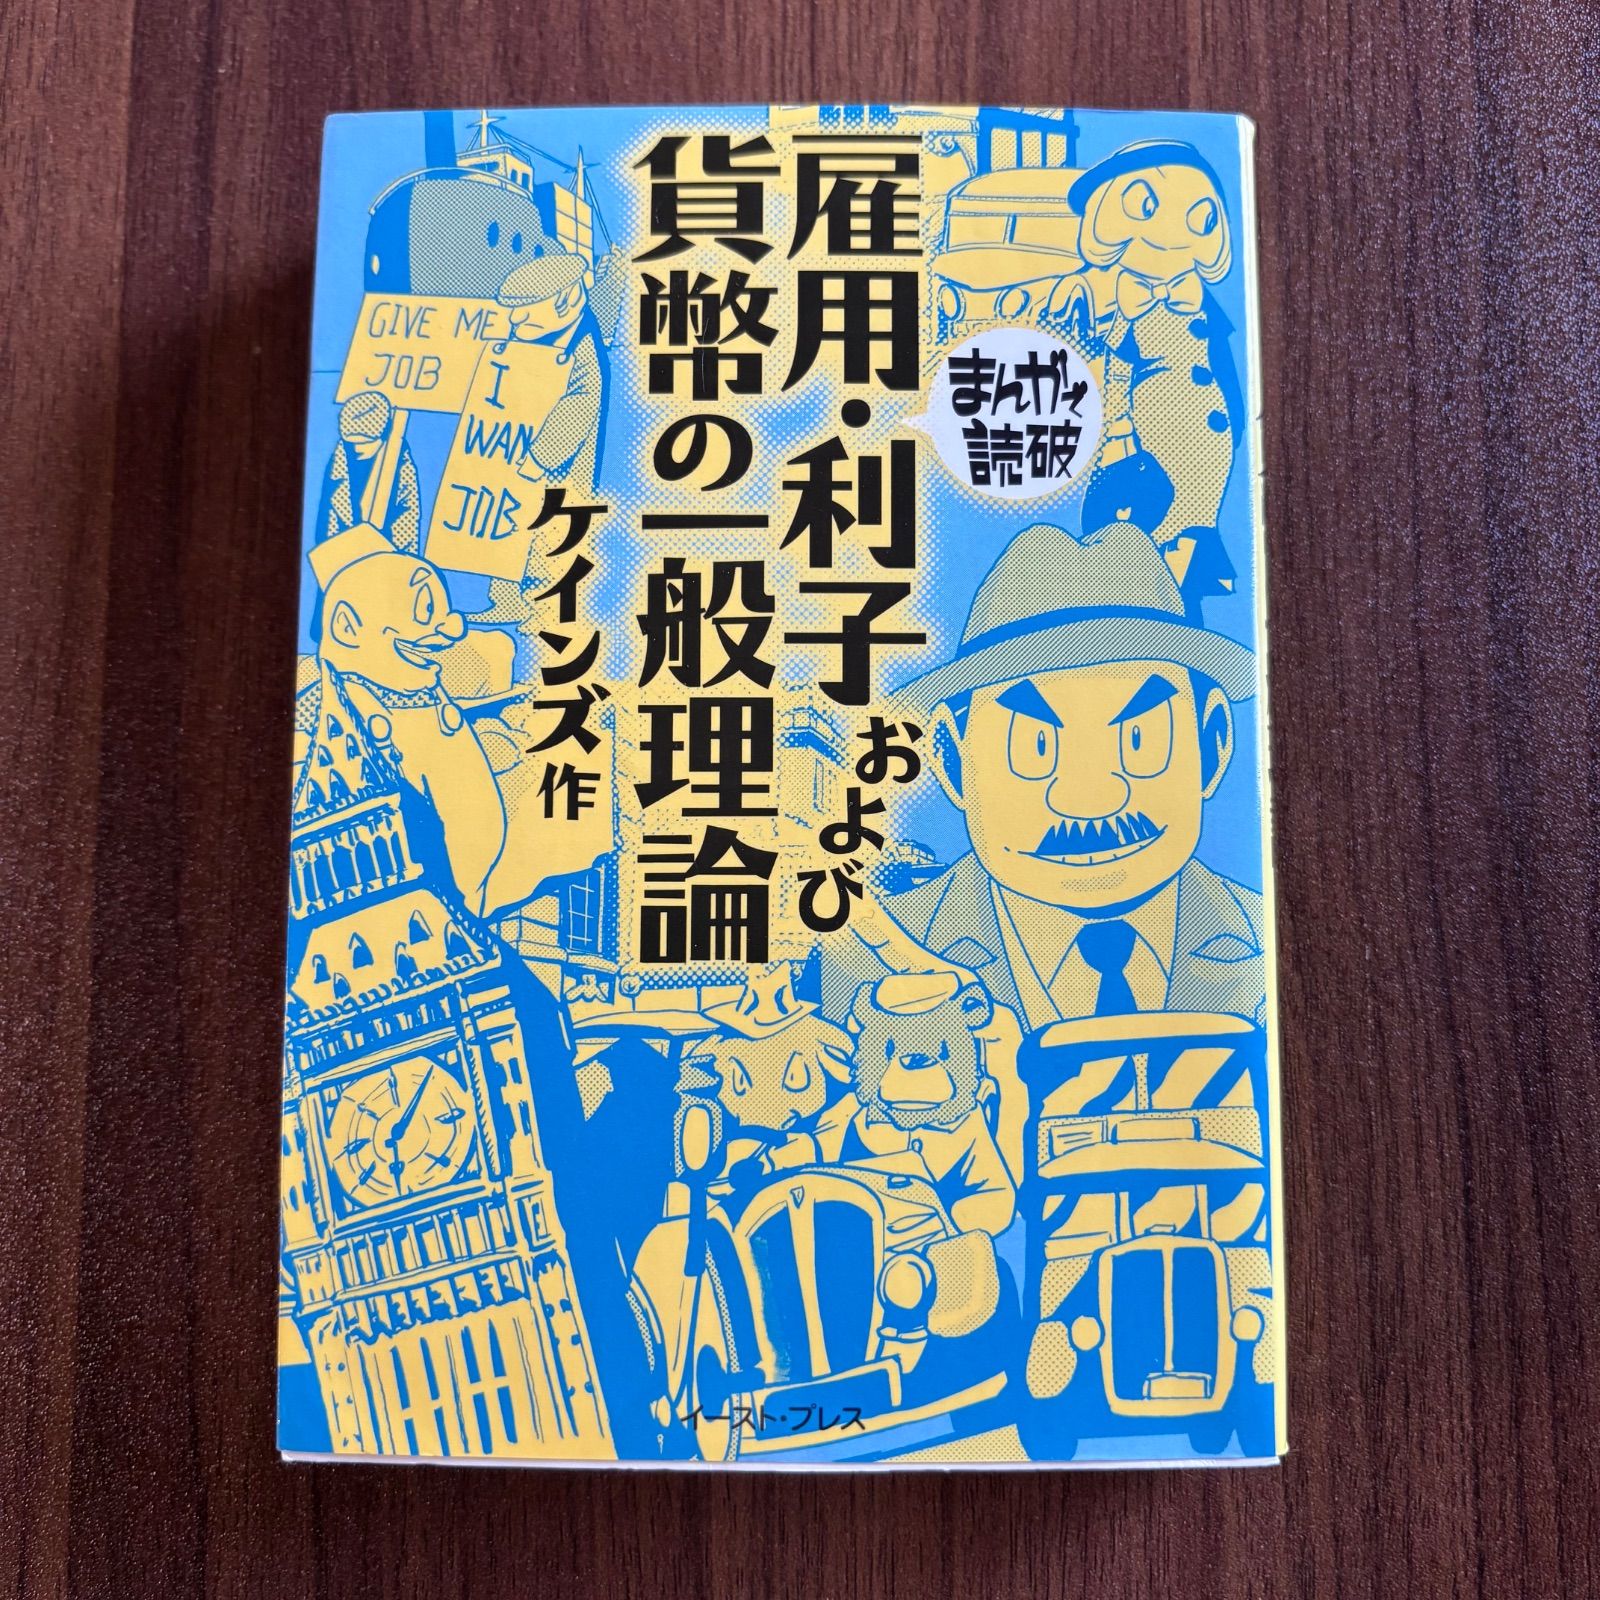 雇用・利子および
貨幣の一般理論
まんがで
読破
ケインズ作
GIVE ME
JOB
I
WAN
JOB
イースト・プレス